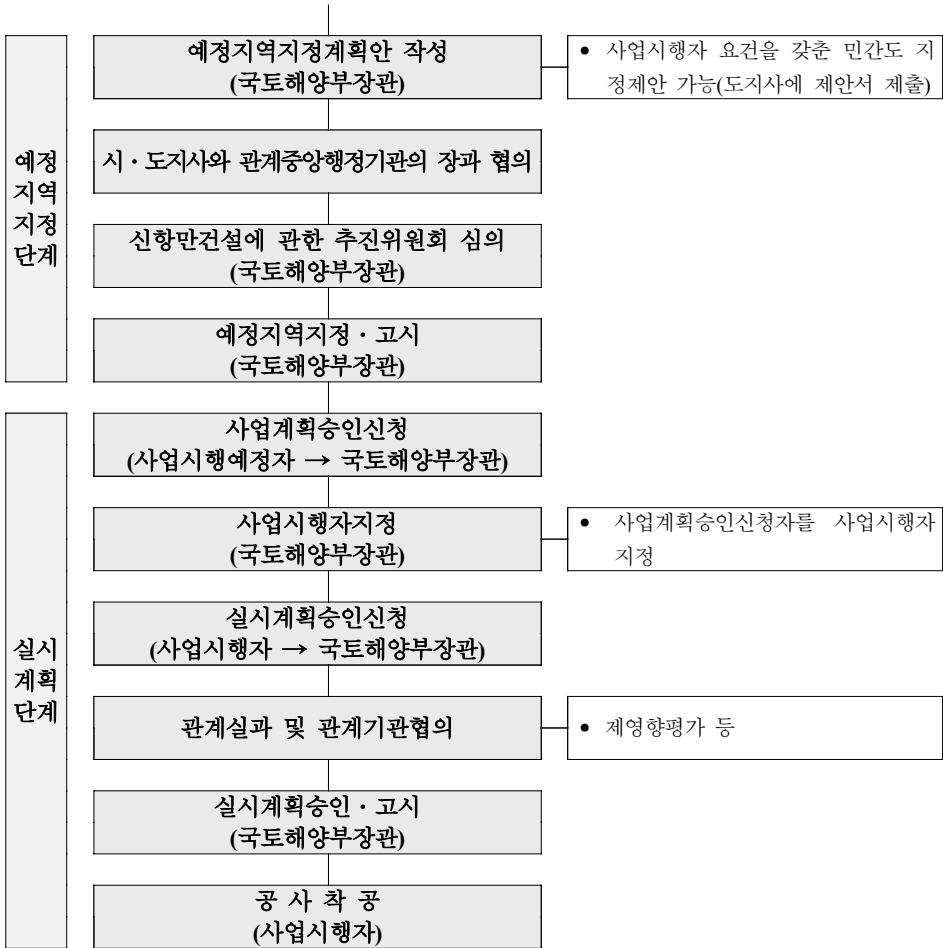 예정지역지정계획안 작성
(국토해양부장관)
• 사업시행자 요건을 갖춘 민간도 지
정제안 가능(도지사에 제안서 제출)
예정
지역
지정
단계
시 · 도지사와 관계중앙행정기관의 장과 협의
신항만건설에 관한 추진위원회 심의
(국토해양부장관)
예정지역지정 · 고시
(국토해양부장관)
실시
계획
단계
사업계획승인신청
(사업시행예정자 → 국토해양부장관)
사업시행자지정
(국토해양부장관)
• 사업계획승인신청자를 사업시행자
지정
실시계획승인신청
(사업시행자 → 국토해양부장관)
관계실과 및 관계기관협의
• 제영향평가 등
실시계획승인 · 고시
(국토해양부장관)
공 사 착 공
(사업시행자)